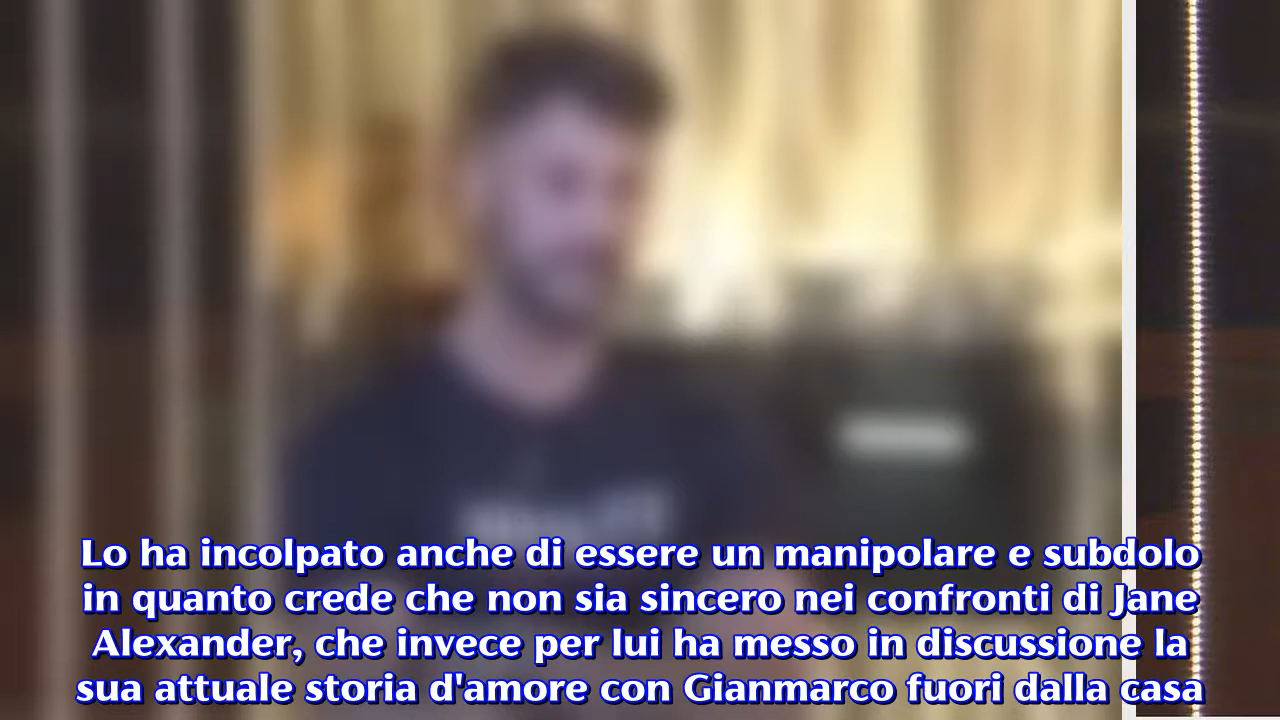 Lo ha incolpato anche di essere un manipolare e subdolo
in quanto crede che non sia sincero nei confronti di Jane
Alexander, che invece per lui ha messo in discussione la
sua attuale storia d'amore con Gianmarco fuori dalla casa